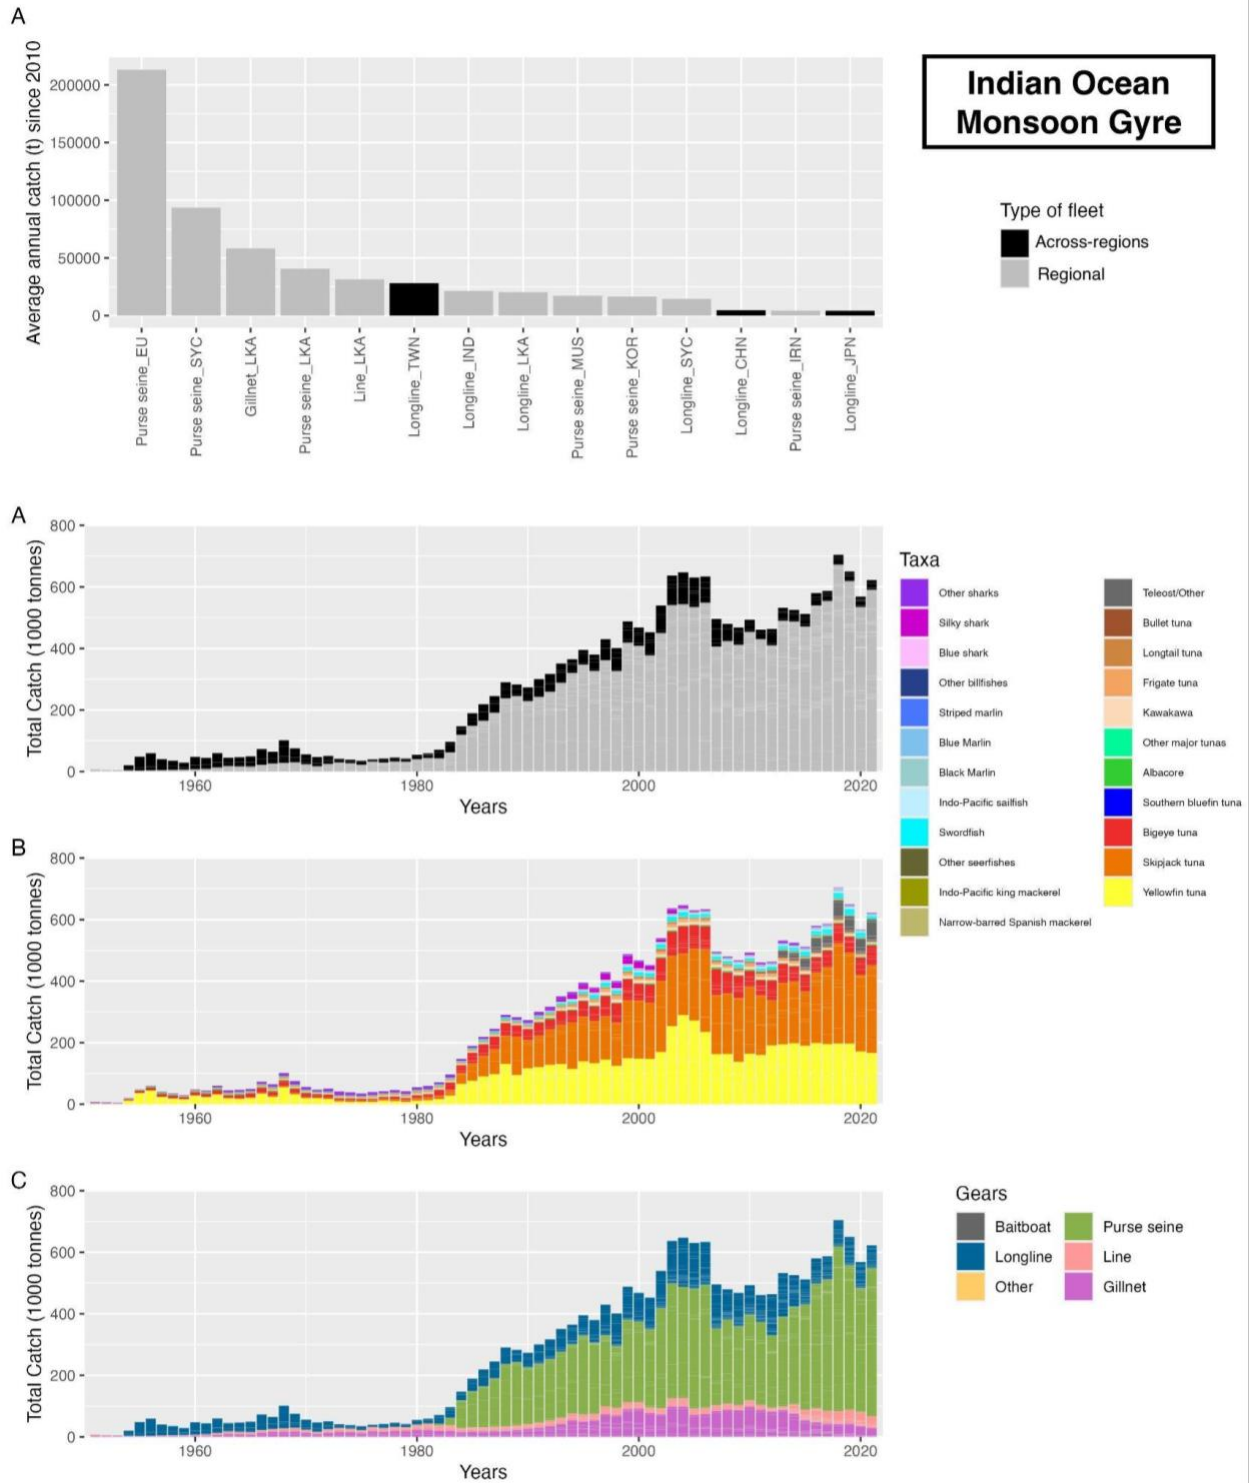 A
Indian Ocean
Monsoon Gyre
Average annual catch (t) since 2010
200000
150000
100000
50000
0
Purse seine_EU
Purse seine_SYC
Gillnet_LKA
Purse seine_LKA
Line_LKA
Longline_TWN
Longline_IND
Longline_LKA
Purse seine_MUS
Purse seine_KOR
Longline_SYC
Longline_CHN
Purse seine_IRN
Longline_JPN
Type of fleet
Across-regions
Regional
A
Total Catch (1000 tonnes)
800
600
400
200
0
1960 1980 2000 2020
Years
Taxa
Other sharks
Silky shark
Blue shark
Other billfishes
Striped marlin
Blue Marlin
Black Marlin
Indo-Pacific sailfish
Swordfish
Other seerfishes
Indo-Pacific king mackerel
Narrow-barred Spanish mackerel
Teleost/Other
Bullet tuna
Longtail tuna
Frigate tuna
Kawakawa
Other major tunas
Albacore
Southern bluefin tuna
Bigeye tuna
Skipjack tuna
Yellowfin tuna
B
Total Catch (1000 tonnes)
800
600
400
200
0
1960 1980 2000 2020
Years
C
Total Catch (1000 tonnes)
800
600
400
200
0
1960 1980 2000 2020
Years
Gears
Baitboat
Longline
Other
Purse seine
Line
Gillnet